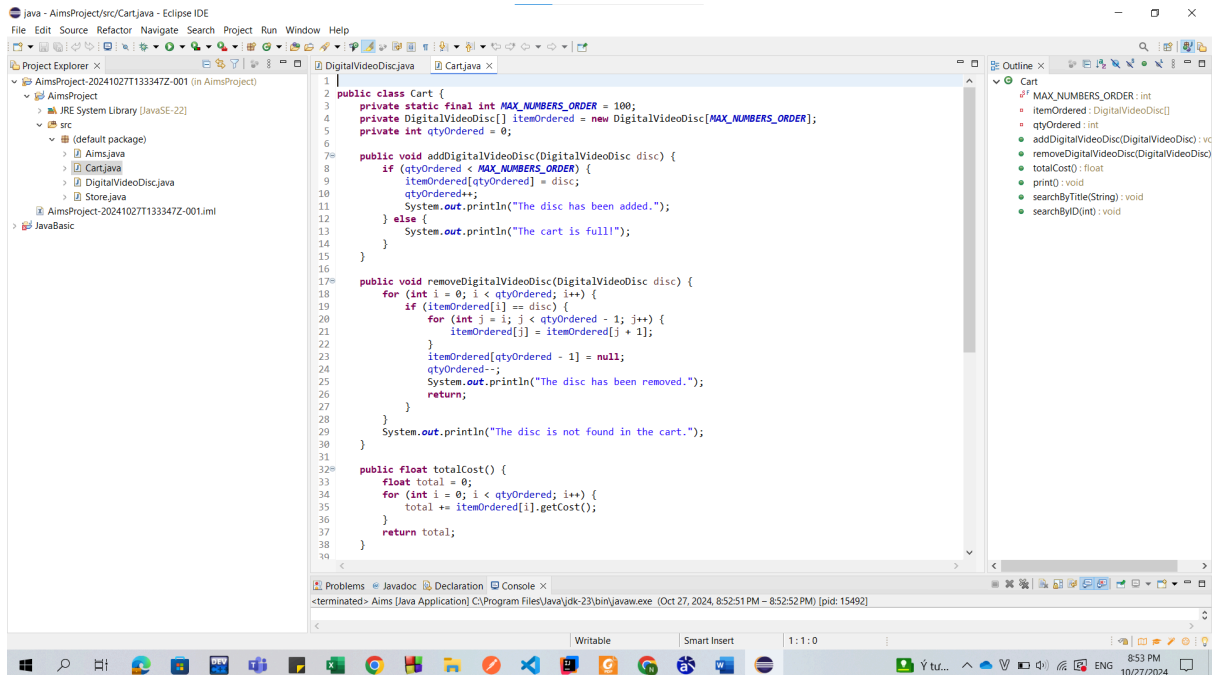 java - AimsProject/src/Cart.java - Eclipse IDE
File Edit Source Refactor Navigate Search Project Run Window Help
Project Explorer
AimsProject-20241027T133347Z-001 (in AimsProject)
AimsProject
JRE System Library [JavaSE-22]
src
(default package)
Aims.java
Cart.java
DigitalVideoDisc.java
Store.java
AimsProject-20241027T133347Z-001.iml
JavaBasic
DigitalVideoDisc.java Cart.java
1
2 public class Cart {
3 private static final int MAX_NUMBERS_ORDER = 100;
4 private DigitalVideoDisc[] itemOrdered = new DigitalVideoDisc[MAX_NUMBERS_ORDER];
5 private int qtyOrdered = 0;
6
7 public void addDigitalVideoDisc(DigitalVideoDisc disc) {
8 if (qtyOrdered < MAX_NUMBERS_ORDER) {
9 itemOrdered[qtyOrdered] = disc;
10 qtyOrdered++;
11 System.out.println("The disc has been added.");
12 } else {
13 System.out.println("The cart is full!");
14 }
15 }
16
17 public void removeDigitalVideoDisc(DigitalVideoDisc disc) {
18 for (int i = 0; i < qtyOrdered; i++) {
19 if (itemOrdered[i] == disc) {
20 for (int j = i; j < qtyOrdered - 1; j++) {
21 itemOrdered[j] = itemOrdered[j + 1];
22 }
23 itemOrdered[qtyOrdered - 1] = null;
24 qtyOrdered--;
25 System.out.println("The disc has been removed.");
26 return;
27 }
28 }
29 System.out.println("The disc is not found in the cart.");
30 }
31
32 public float totalCost() {
33 float total = 0;
34 for (int i = 0; i < qtyOrdered; i++) {
35 total += itemOrdered[i].getCost();
36 }
37 return total;
38 }
39
Outline
Cart
MAX_NUMBERS_ORDER : int
itemOrdered : DigitalVideoDisc[]
qtyOrdered : int
addDigitalVideoDisc(DigitalVideoDisc) : vo
removeDigitalVideoDisc(DigitalVideoDisc)
totalCost() : float
print() : void
searchByTitle(String) : void
searchByID(int) : void
Problems Javadoc Declaration Console
<terminated> Aims [Java Application] C:\Program Files\Java\jdk-23\bin\javaw.exe (Oct 27, 2024, 8:52:51 PM – 8:52:52 PM) [pid: 15492]
Writable Smart Insert 1 : 1 : 0
Ý tư... ENG 8:53 PM
10/27/2024